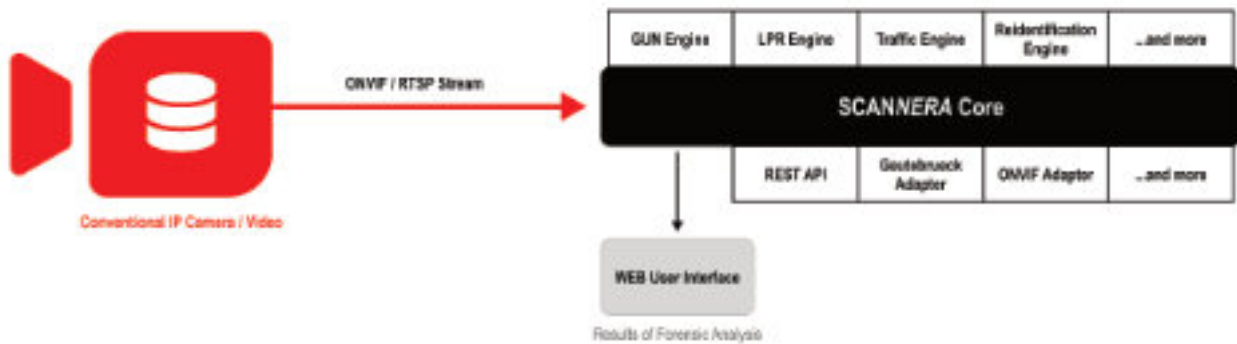 GUN Engine
LPR Engine
Traffic Engine
Reidentification
Engine
...and more
ONVIF / RTSP Stream
SCANNERA Core
REST API
Geutebrueck
Adapter
ONVIF Adapter
...and more
Conventional IP Camera / Video
WEB User Interface
Results of Forensic Analysis